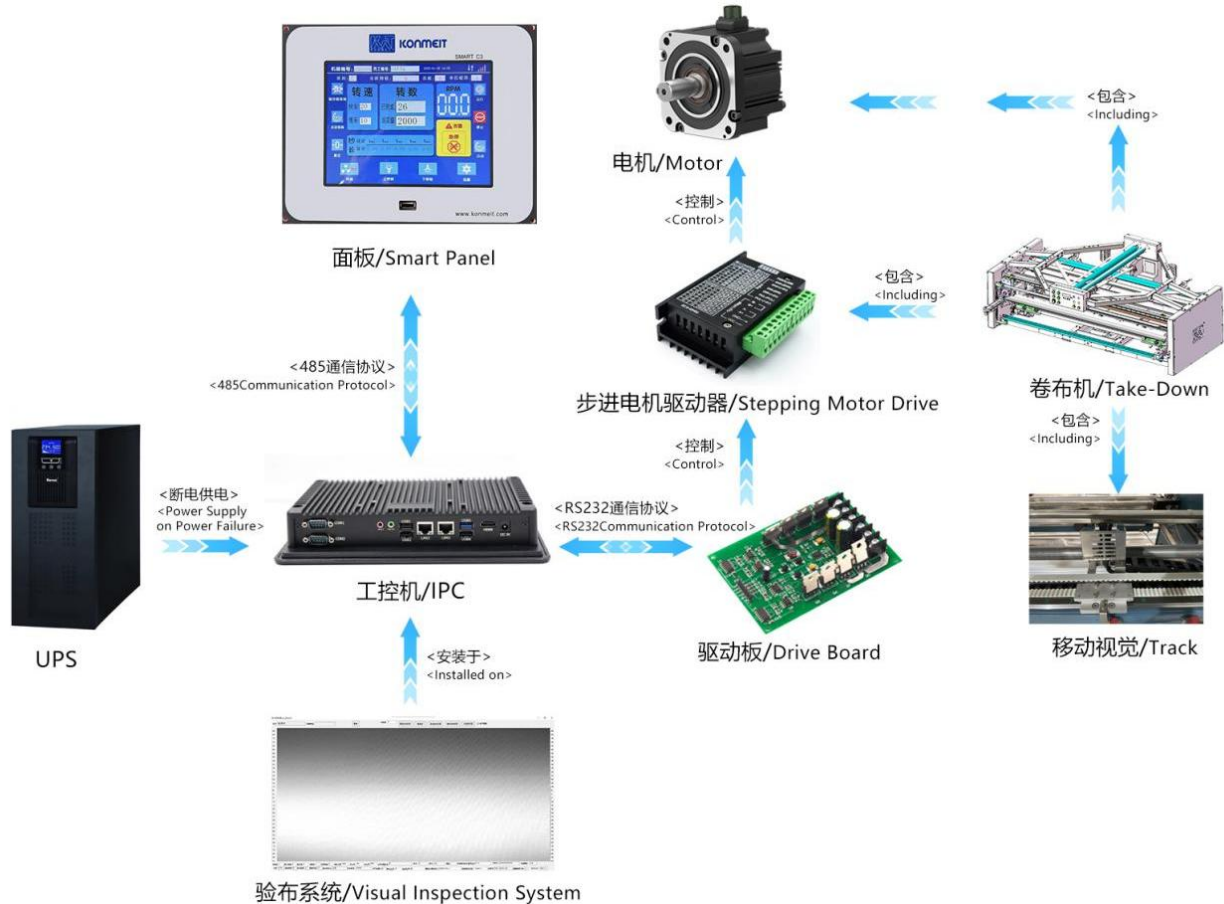 KONMEIT
SMART C3
转速
转数
26
2000
000
www.konmeit.com
面板/Smart Panel
电机/Motor
<包含>
<Including>
<控制>
<Control>
<包含>
<Including>
<485通信协议>
<485Communication Protocol>
步进电机驱动器/Stepping Motor Drive
卷布机/Take-Down
<包含>
<Including>
<控制>
<Control>
<断电供电>
<Power Supply
on Power Failure>
<RS232通信协议>
<RS232Communication Protocol>
工控机/IPC
UPS
驱动板/Drive Board
移动视觉/Track
<安装于>
<Installed on>
验布系统/Visual Inspection System